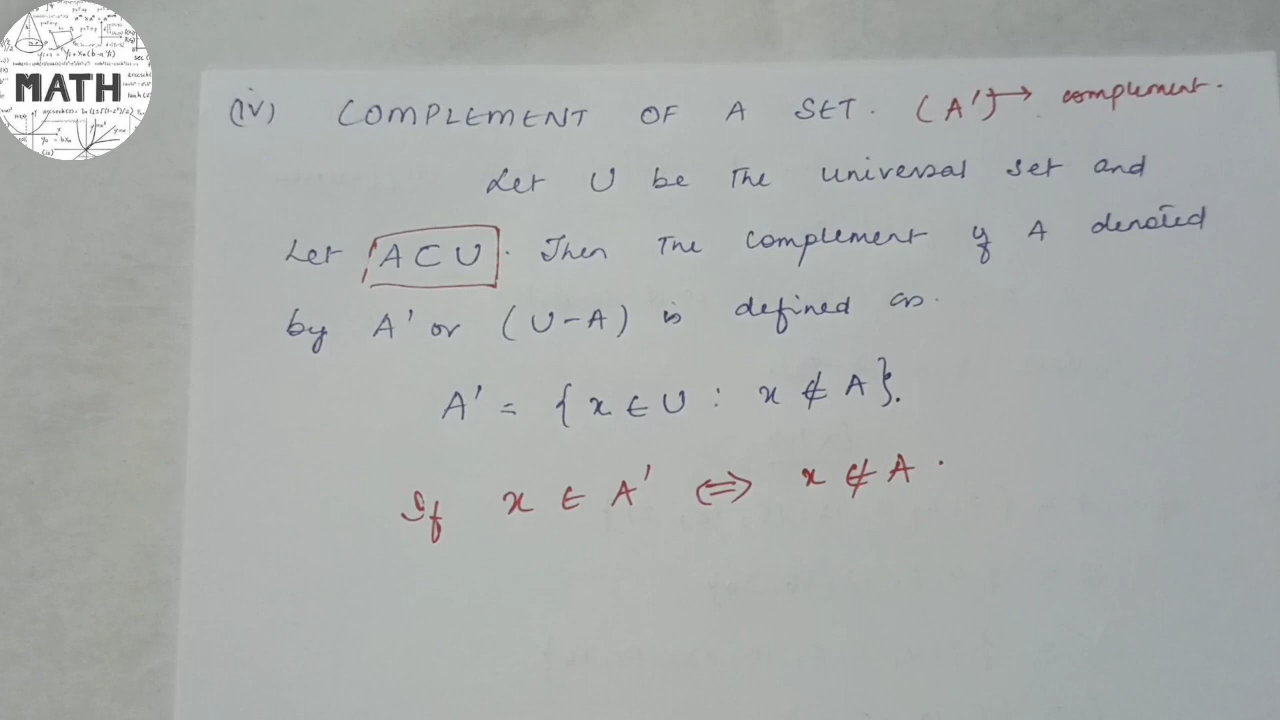 MATH
(iv) COMPLEMENT OF A SET. (A') → complement.
Let U be the universal set and
Let A ⊂ U. Then the complement of A denoted
by A' or (U-A) is defined as.
A' = {x ∈ U : x ∉ A}.
If x ∈ A' ⇔ x ∉ A.